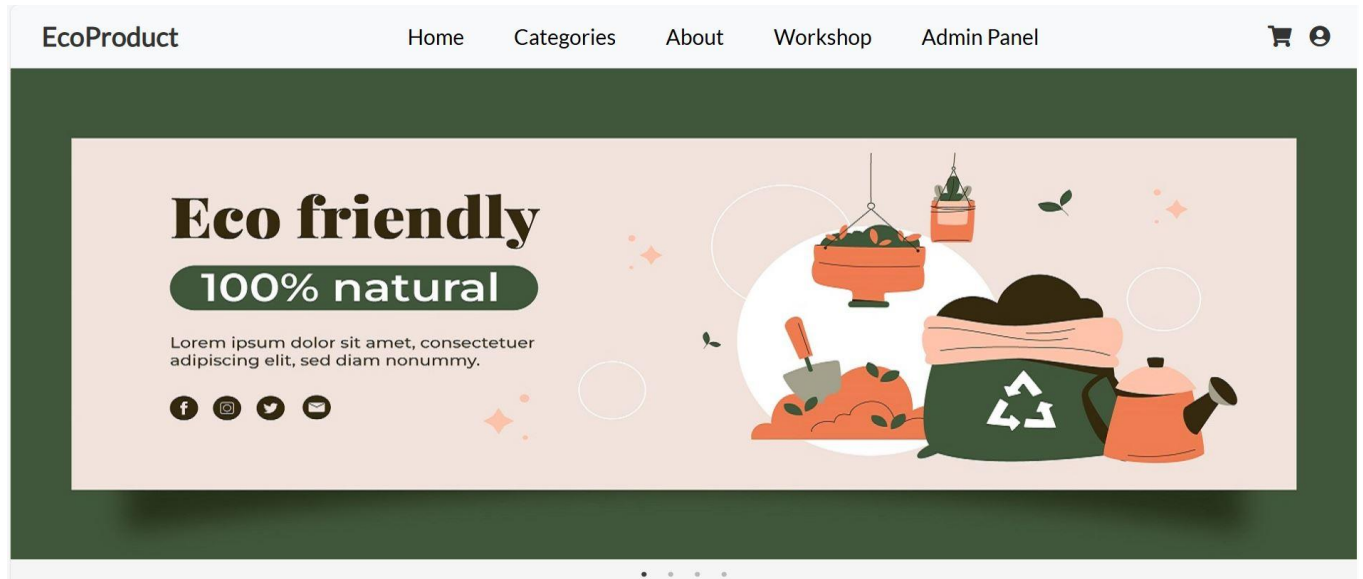 EcoProduct
Home Categories About Workshop Admin Panel
Eco friendly
100% natural
Lorem ipsum dolor sit amet, consectetuer
adipiscing elit, sed diam nonummy.